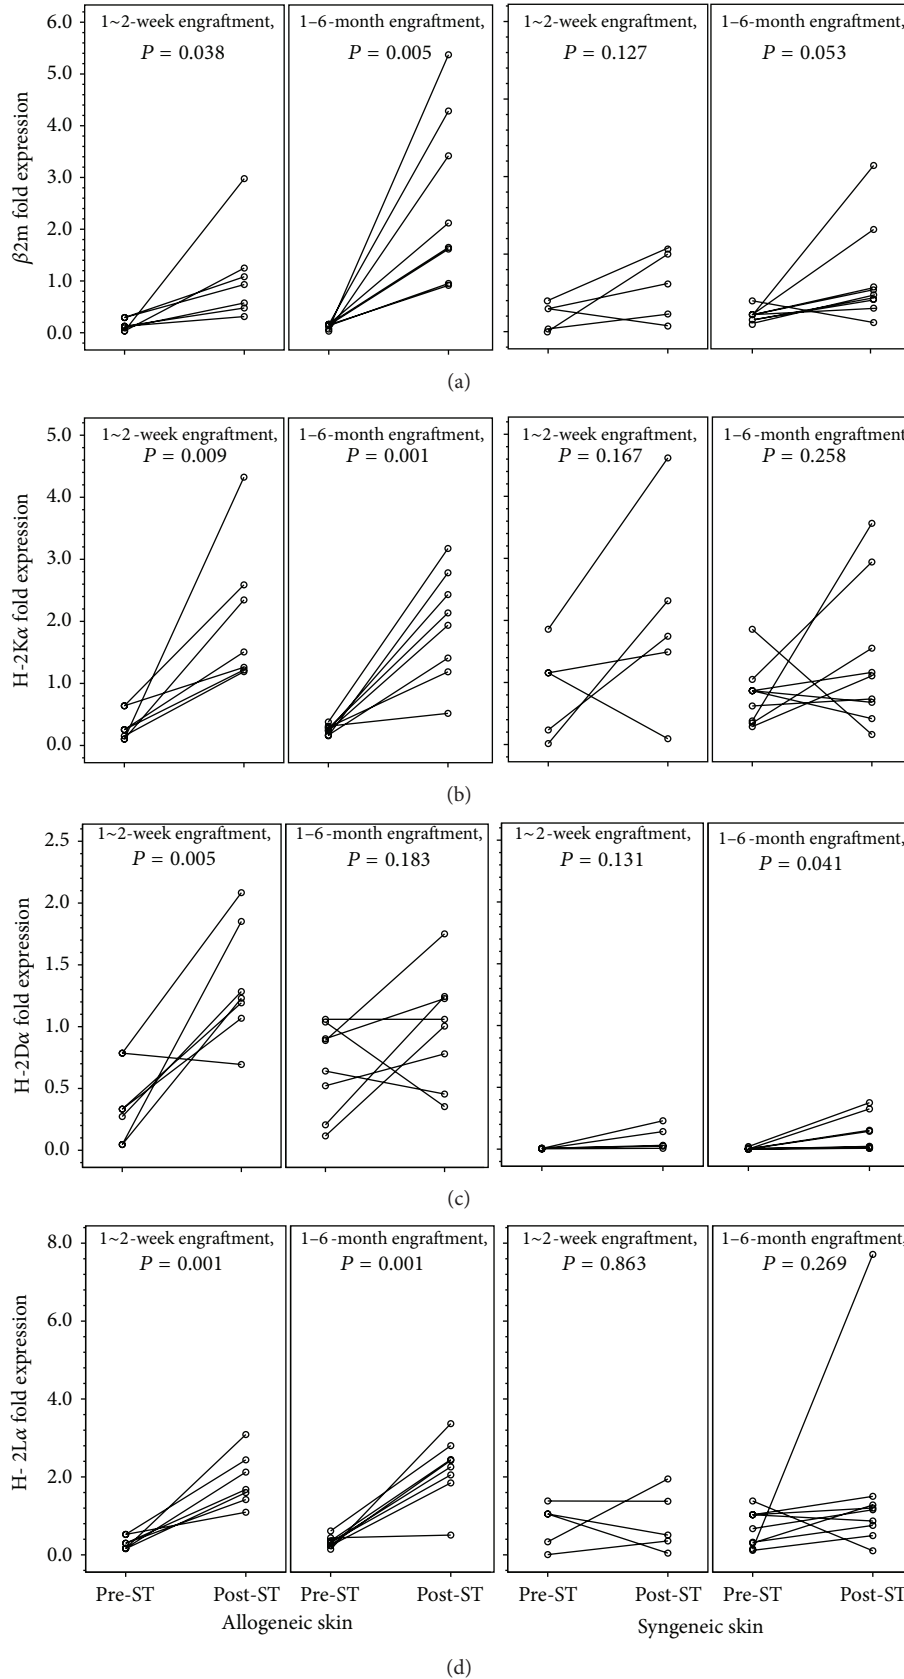 1~2-week engraftment,
P = 0.038
1–6-month engraftment,
P = 0.005
1~2-week engraftment,
P = 0.127
1–6-month engraftment,
P = 0.053
6.0
5.0
4.0
3.0
2.0
1.0
0.0
β2m fold expression
(a)
1~2-week engraftment,
P = 0.009
1–6-month engraftment,
P = 0.001
1~2-week engraftment,
P = 0.167
1–6-month engraftment
P = 0.258
5.0
4.0
3.0
2.0
1.0
0.0
H-2Kα fold expression
(b)
1~2-week engraftment,
P = 0.005
1–6-month engraftment,
P = 0.183
1~2-week engraftment,
P = 0.131
1–6-month engraftment,
P = 0.041
2.5
2.0
1.5
1.0
0.5
0.0
H-2Dα fold expression
(c)
1~2-week engraftment,
P = 0.001
1–6-month engraftment,
P = 0.001
1~2-week engraftment,
P = 0.863
1–6-month engraftment,
P = 0.269
8.0
6.0
4.0
2.0
0.0
H- 2Lα fold expression
Pre-ST Post-ST Pre-ST Post-ST Pre-ST Post-ST Pre-ST Post-ST
Allogeneic skin Syngeneic skin
(d)